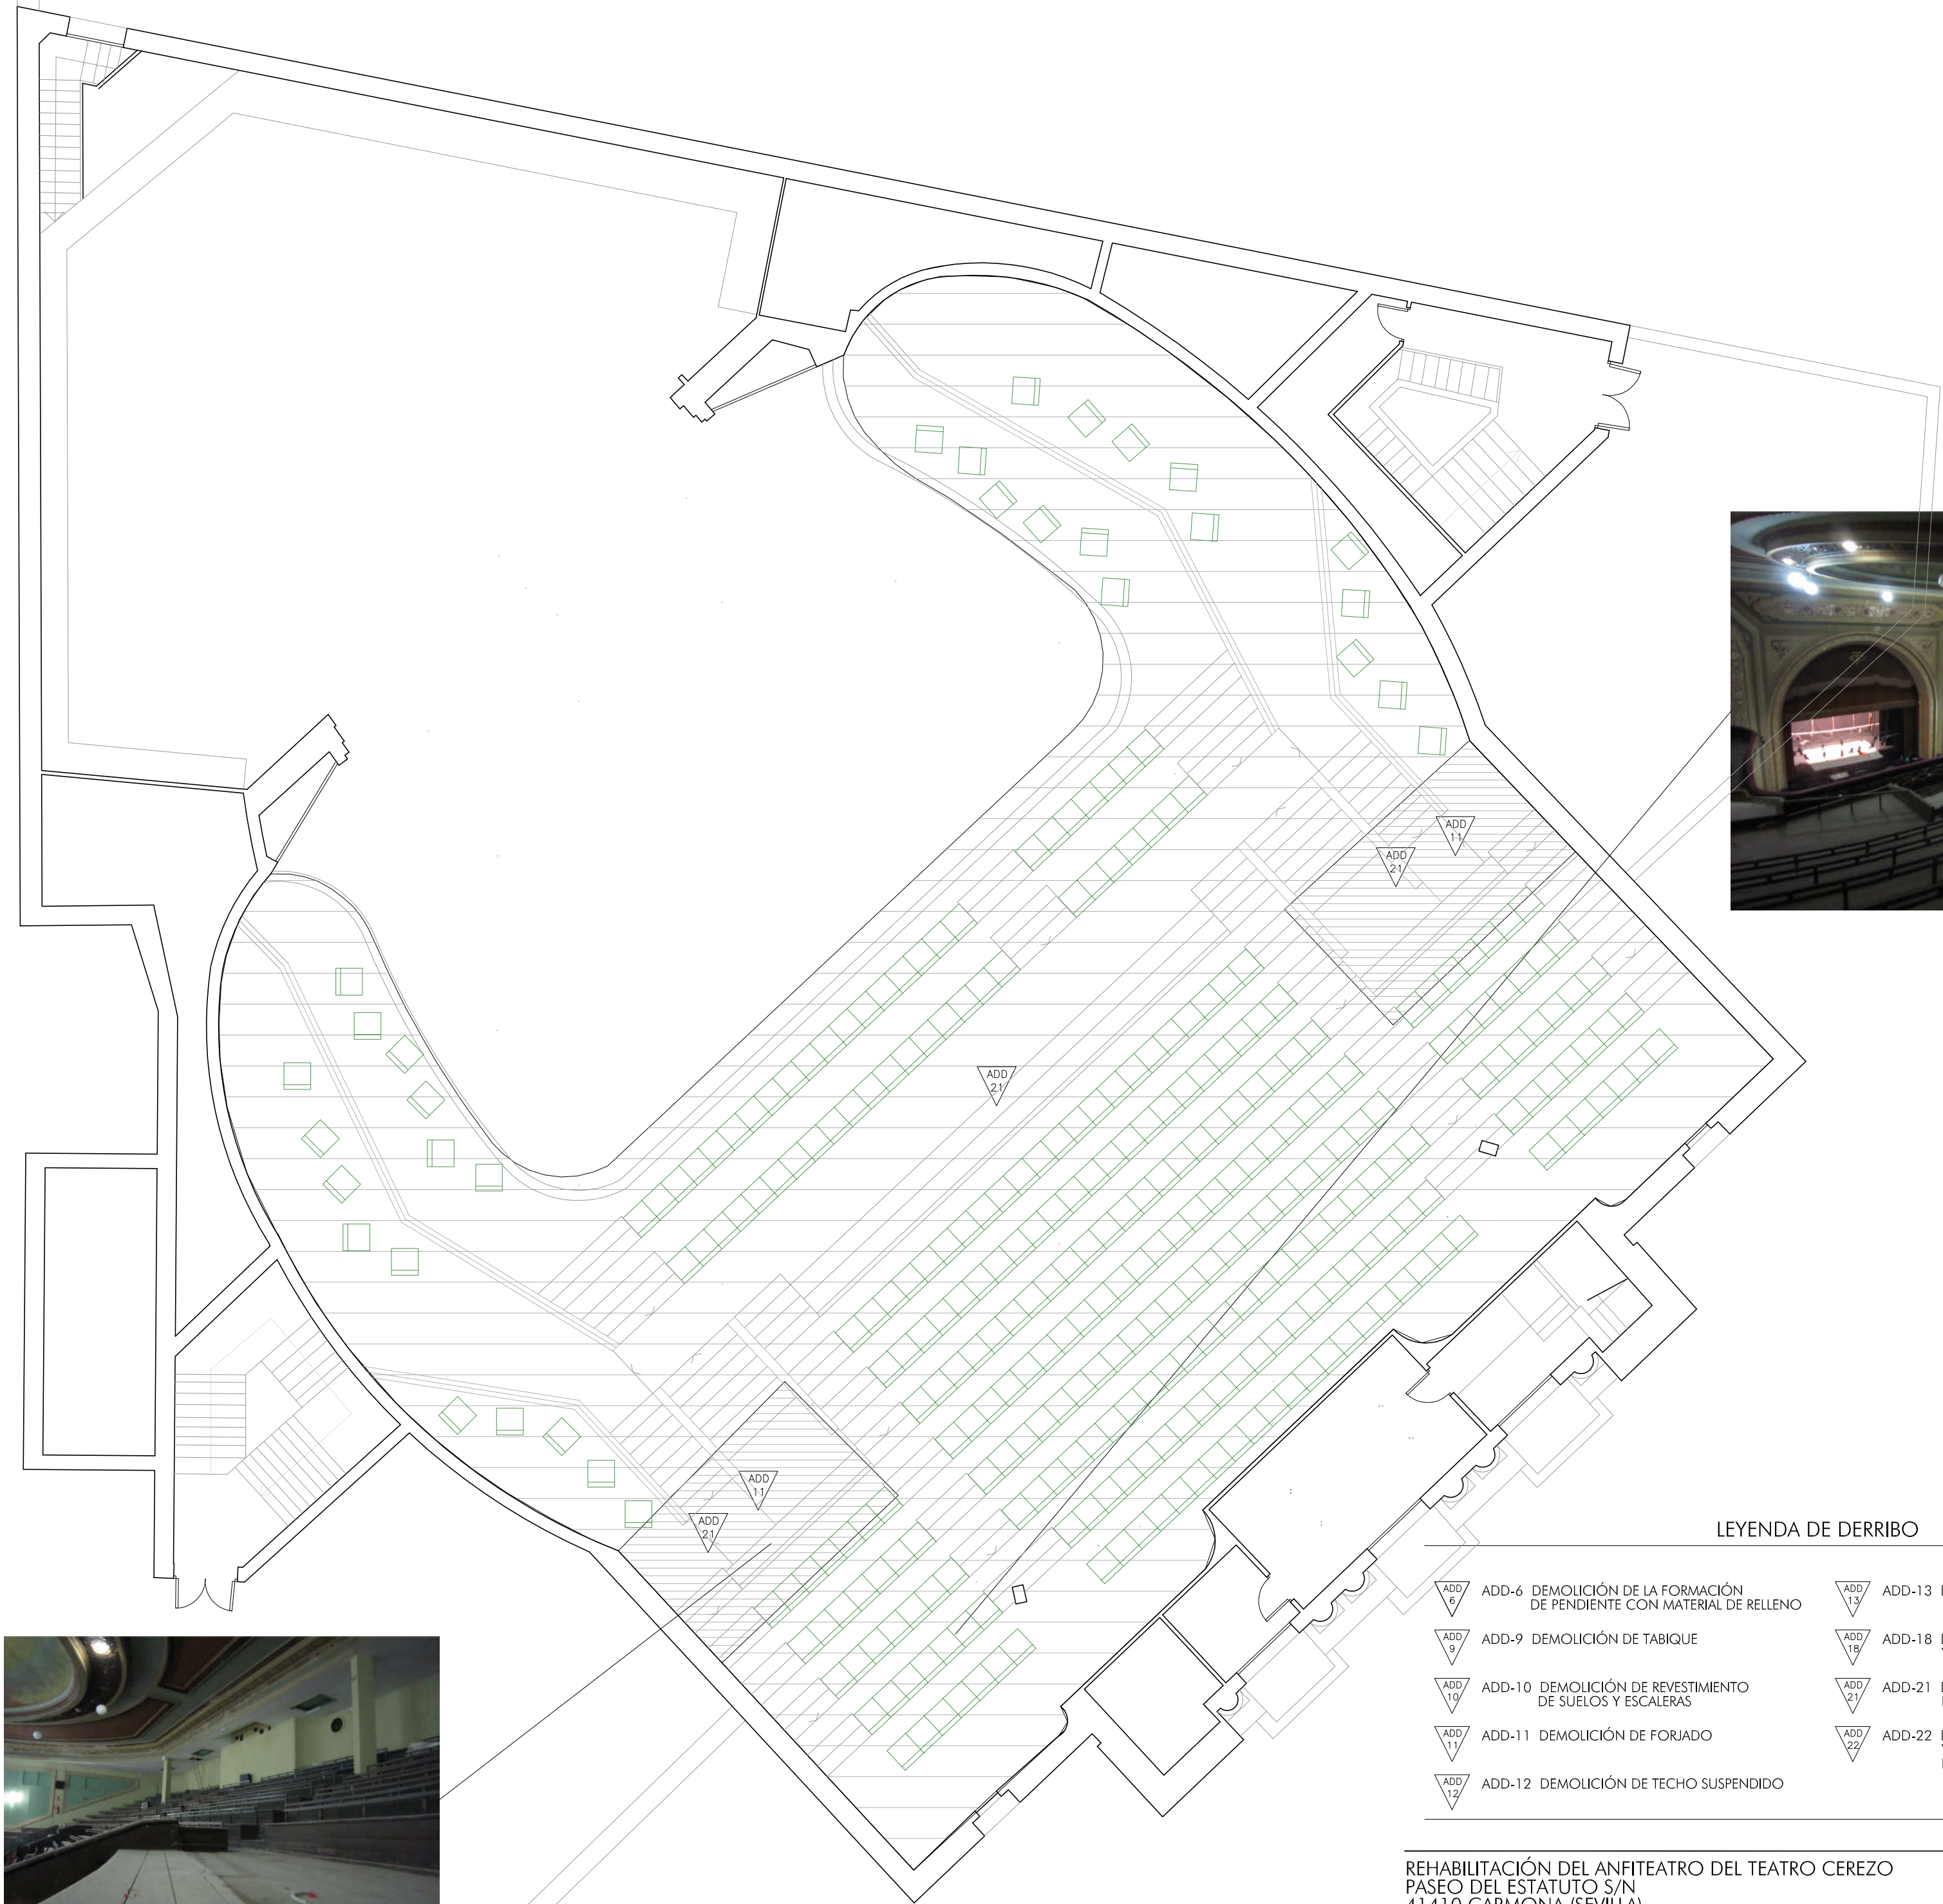 ADD
11
ADD
21
ADD
21
ADD
11
ADD
21
LEYENDA DE DERRIBO
ADD
6
ADD-6 DEMOLICIÓN DE LA FORMACIÓN
DE PENDIENTE CON MATERIAL DE RELLENO
ADD
13
ADD-13
ADD
9
ADD-9 DEMOLICIÓN DE TABIQUE
ADD
18
ADD-18
ADD
10
ADD-10 DEMOLICIÓN DE REVESTIMIENTO
DE SUELOS Y ESCALERAS
ADD
21
ADD-21
ADD
11
ADD-11 DEMOLICIÓN DE FORJADO
ADD
22
ADD-22
ADD
12
ADD-12 DEMOLICIÓN DE TECHO SUSPENDIDO
REHABILITACIÓN DEL ANFITEATRO DEL TEATRO CEREZO
PASEO DEL ESTATUTO S/N
41410 CARMONA (SEVILLA)